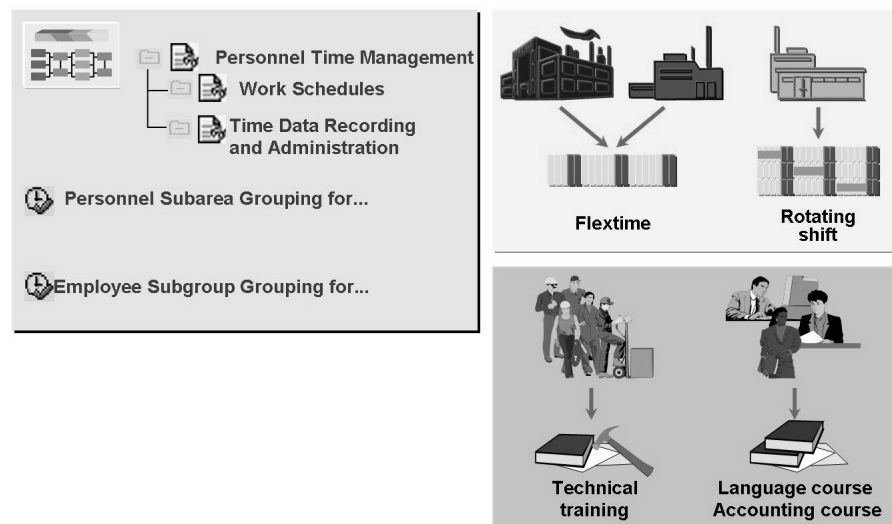 Personnel Time Management
Work Schedules
Time Data Recording
and Administration
Personnel Subarea Grouping for...
Employee Subgroup Grouping for...
Flextime
Rotating
shift
Technical
training
Language course
Accounting course